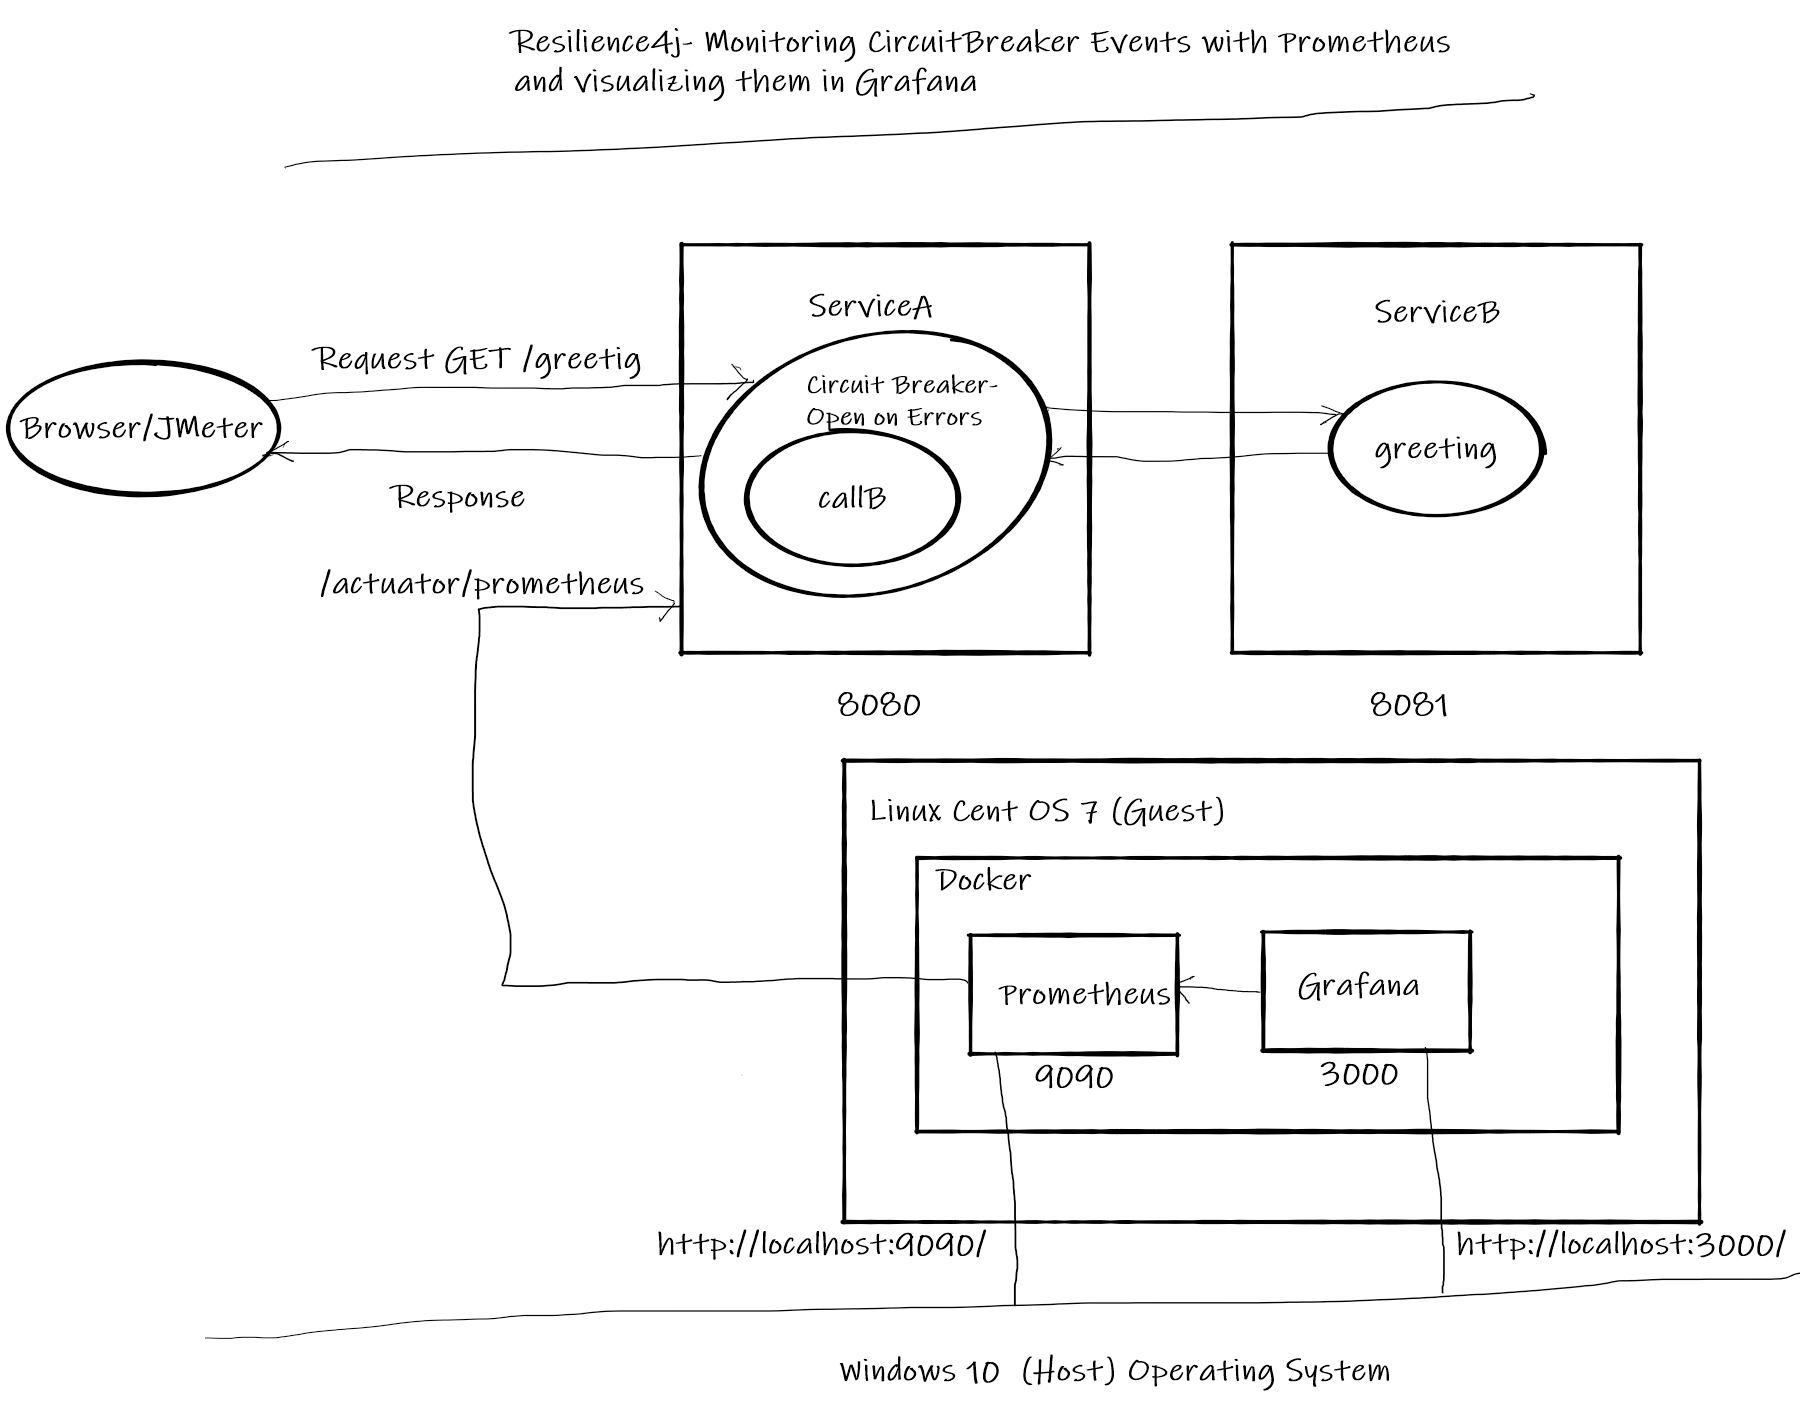 Resilience4j- Monitoring CircuitBreaker Events with Prometheus
and visualizing them in Grafana
ServiceA
ServiceB
Request GET /greetig
Circuit Breaker-
Open on Errors
Browser/JMeter
greeting
callB
Response
/actuator/prometheus
8080
8081
Linux Cent OS 7 (Guest)
Docker
Prometheus
Grafana
9090
3000
http://localhost:9090/
http://localhost:3000/
Windows 10 (Host) Operating System